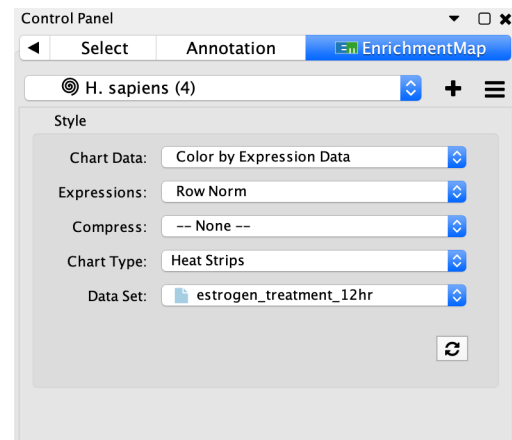 Control Panel
Select Annotation EnrichmentMap
H. sapiens (4)
Style
Chart Data: Color by Expression Data
Expressions: Row Norm
Compress: -- None --
Chart Type: Heat Strips
Data Set: estrogen_treatment_12hr